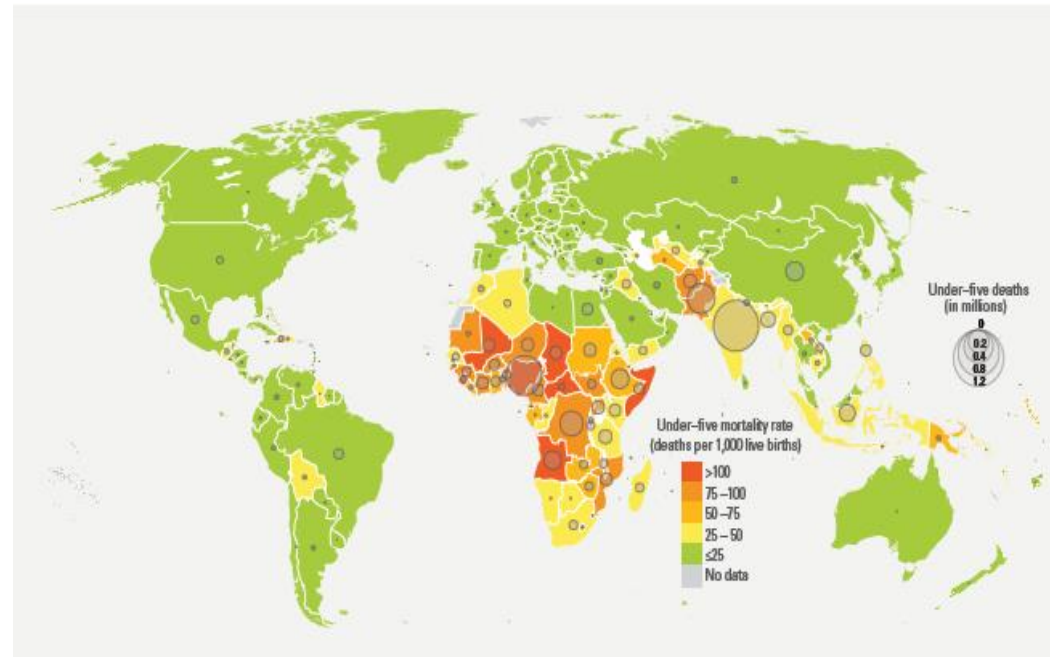 Under–five deaths
(in millions)
0
0.2
0.4
0.8
1.2
Under–five mortality rate
(deaths per 1,000 live births)
>100
75 –100
50 –75
25 – 50
≤25
No data